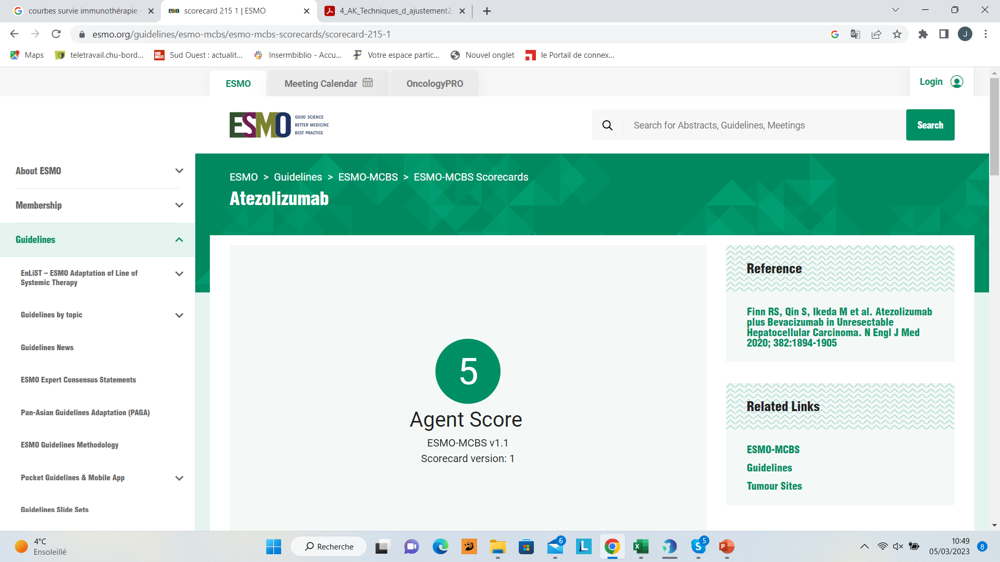 courbes survie immunothérapie -
scorecard 215 1 | ESMO
4_AK_Techniques_d_ajustement2
esmo.org/guidelines/esmo-mcbs/esmo-mcbs-scorecards/scorecard-215-1
J
Maps
teletravail.chu-bord...
Sud Ouest : actualit...
Insermbiblio - Accu...
Votre espace partic...
Nouvel onglet
le Portail de connex...
ESMO
Meeting Calendar
OncologyPRO
Login
ESMO
GOOD SCIENCE
BETTER MEDICINE
BEST PRACTICE
Search for Abstracts, Guidelines, Meetings
Search
About ESMO
Membership
Guidelines
EnLiST – ESMO Adaptation of Line of
Systemic Therapy
Guidelines by topic
Guidelines News
ESMO Expert Consensus Statements
Pan-Asian Guidelines Adaptation (PAGA)
ESMO Guidelines Methodology
Pocket Guidelines & Mobile App
Guidelines Slide Sets
ESMO > Guidelines > ESMO-MCBS > ESMO-MCBS Scorecards
Atezolizumab
5
Agent Score
ESMO-MCBS v1.1
Scorecard version: 1
Reference
Finn RS, Qin S, Ikeda M et al. Atezolizumab
plus Bevacizumab in Unresectable
Hepatocellular Carcinoma. N Engl J Med
2020; 382:1894-1905
Related Links
ESMO-MCBS
Guidelines
Tumour Sites
4°C
Ensoleillé
Recherche
6
L
5
10:49
05/03/2023
8